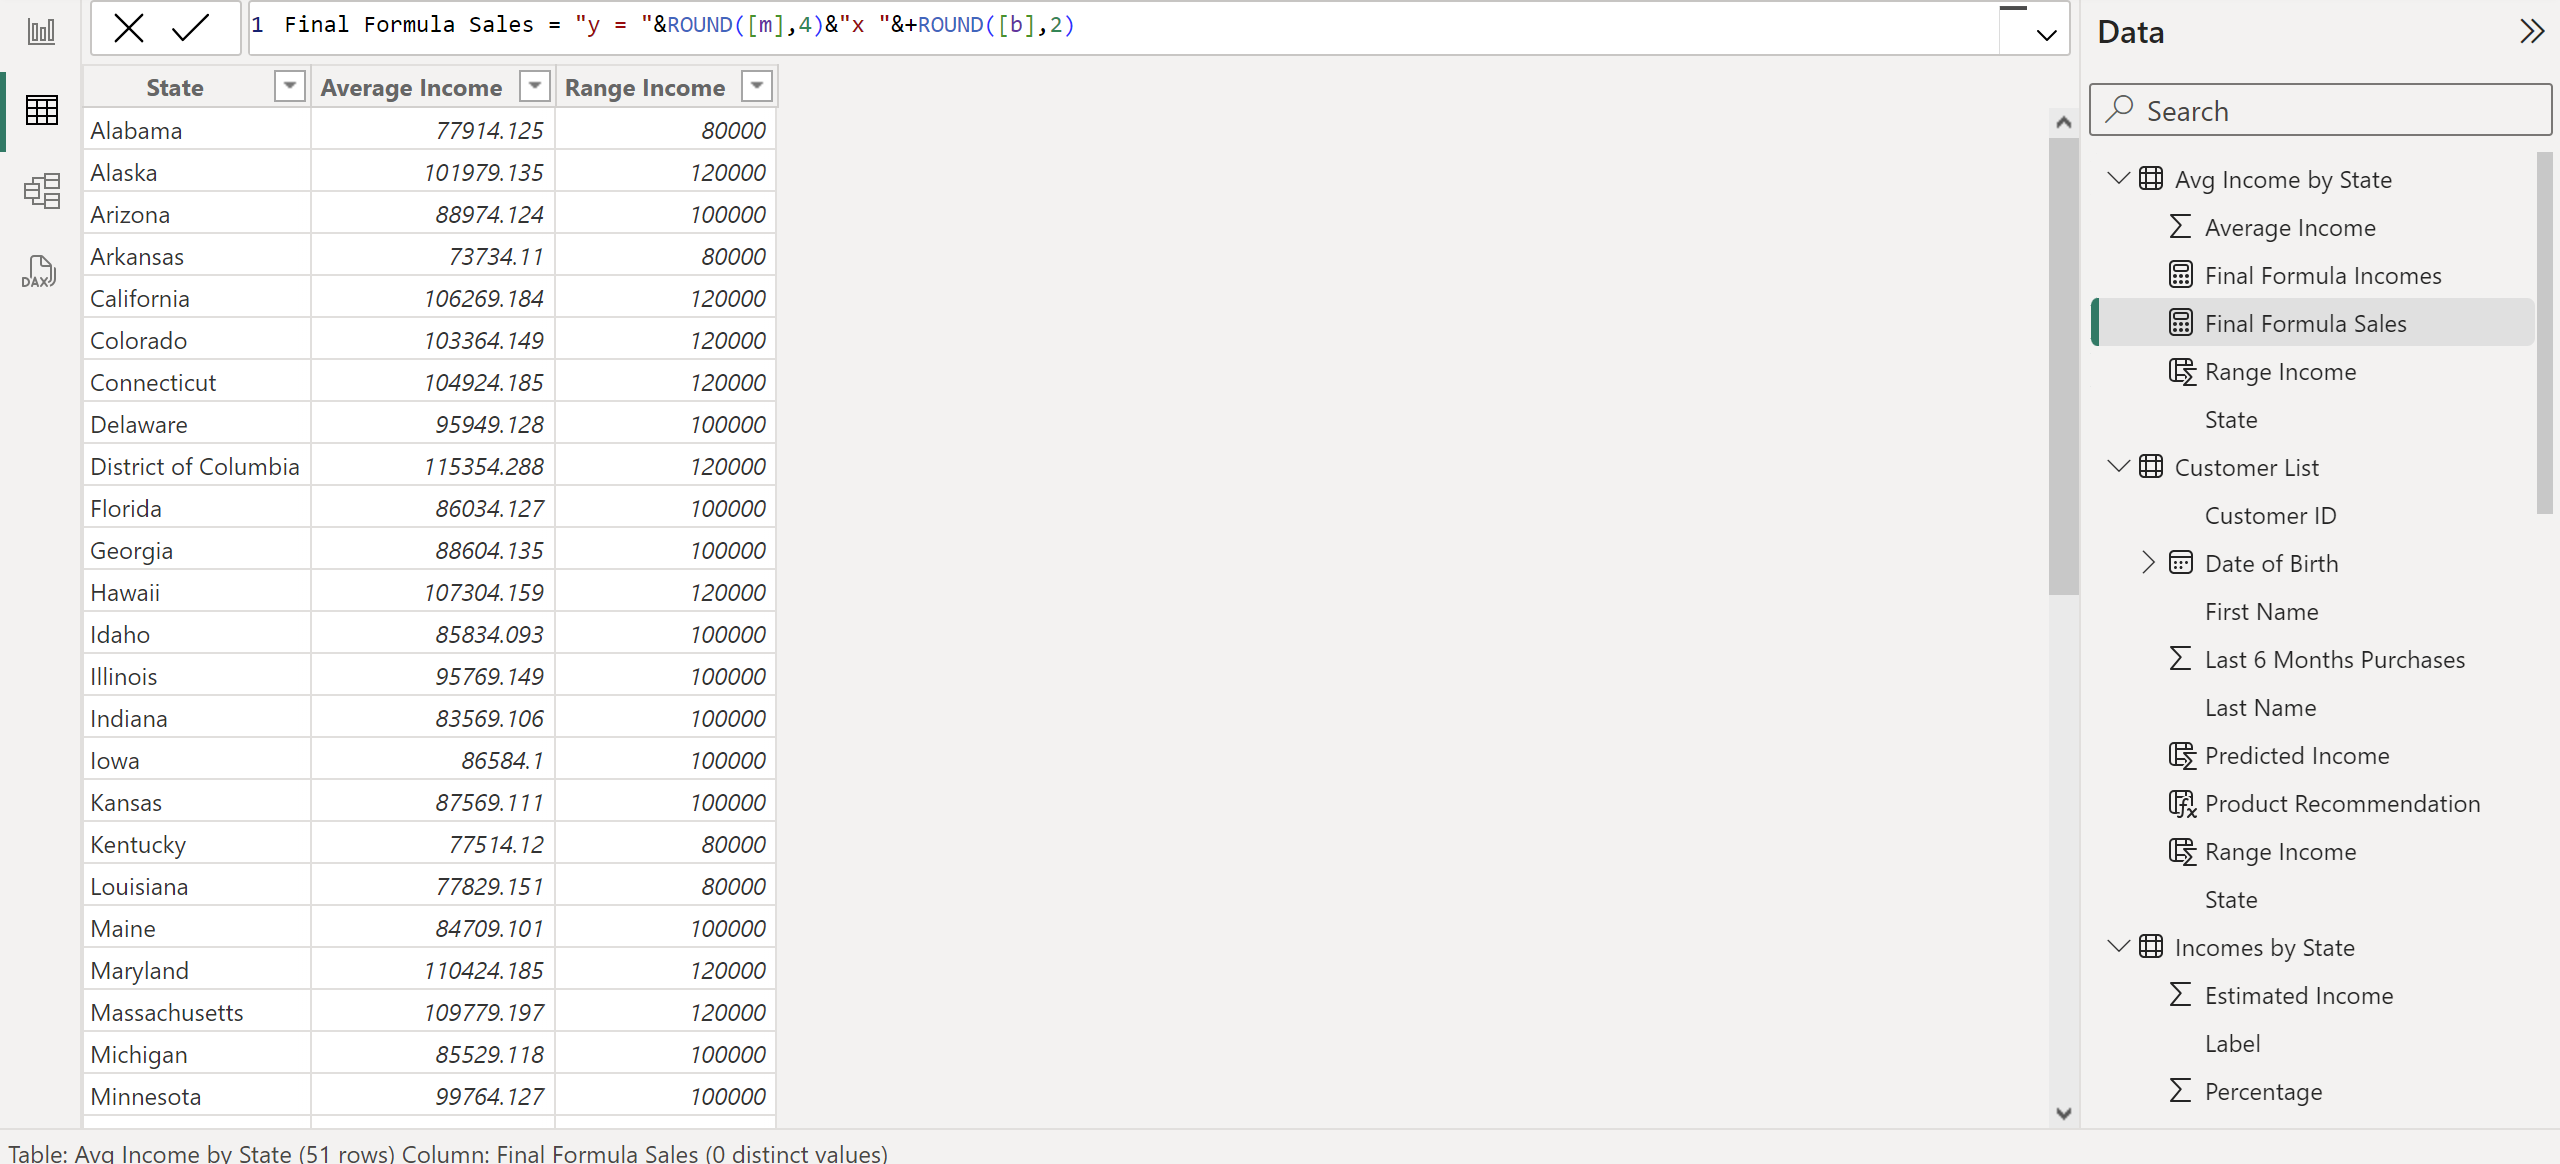 1 Final Formula Sales = "y = "&ROUND([m],4)&"x "&+ROUND([b],2)
State Average Income Range Income
Alabama 77914.125 80000
Alaska 101979.135 120000
Arizona 88974.124 100000
Arkansas 73734.11 80000
California 106269.184 120000
Colorado 103364.149 120000
Connecticut 104924.185 120000
Delaware 95949.128 100000
District of Columbia 115354.288 120000
Florida 86034.127 100000
Georgia 88604.135 100000
Hawaii 107304.159 120000
Idaho 85834.093 100000
Illinois 95769.149 100000
Indiana 83569.106 100000
Iowa 86584.1 100000
Kansas 87569.111 100000
Kentucky 77514.12 80000
Louisiana 77829.151 80000
Maine 84709.101 100000
Maryland 110424.185 120000
Massachusetts 109779.197 120000
Michigan 85529.118 100000
Minnesota 99764.127 100000
Table: Avg Income by State (51 rows) Column: Final Formula Sales (0 distinct values)
DAX
Data
Search
Avg Income by State
Average Income
Final Formula Incomes
Final Formula Sales
Range Income
State
Customer List
Customer ID
Date of Birth
First Name
Last 6 Months Purchases
Last Name
Predicted Income
Product Recommendation
Range Income
State
Incomes by State
Estimated Income
Label
Percentage